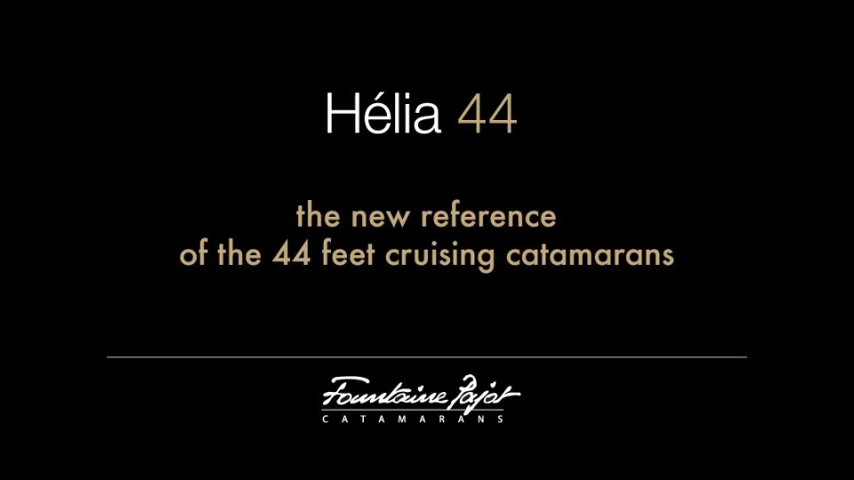 Hélia 44
the new reference
of the 44 feet cruising catamarans
Fountaine Pajot
CATAMARANS